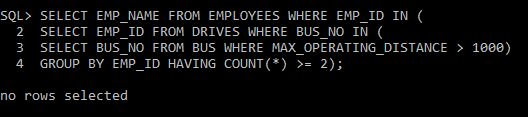 SQL> SELECT EMP_NAME FROM EMPLOYEES WHERE EMP_ID IN (
2 SELECT EMP_ID FROM DRIVES WHERE BUS_NO IN (
3 SELECT BUS_NO FROM BUS WHERE MAX_OPERATING_DISTANCE > 1000)
4 GROUP BY EMP_ID HAVING COUNT(*) >= 2);
no rows selected